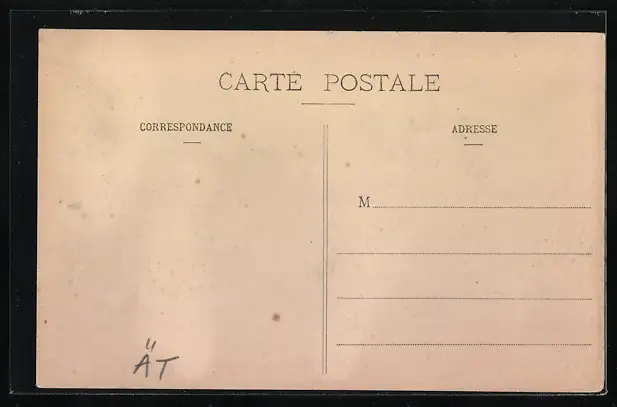 CARTE POSTALE
CORRESPONDANCE
ADRESSE
M
ÄT